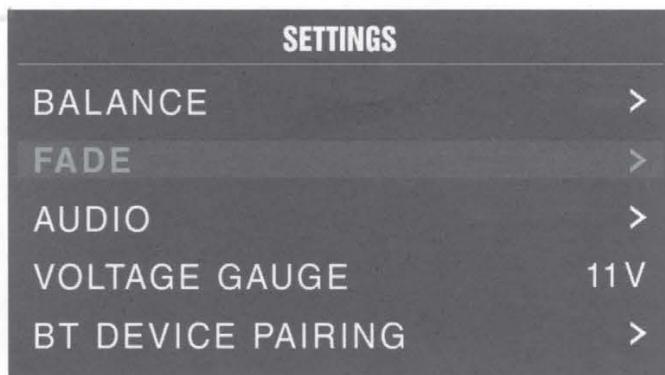 SETTINGS
BALANCE >
FADE >
AUDIO >
VOLTAGE GAUGE 11V
BT DEVICE PAIRING >